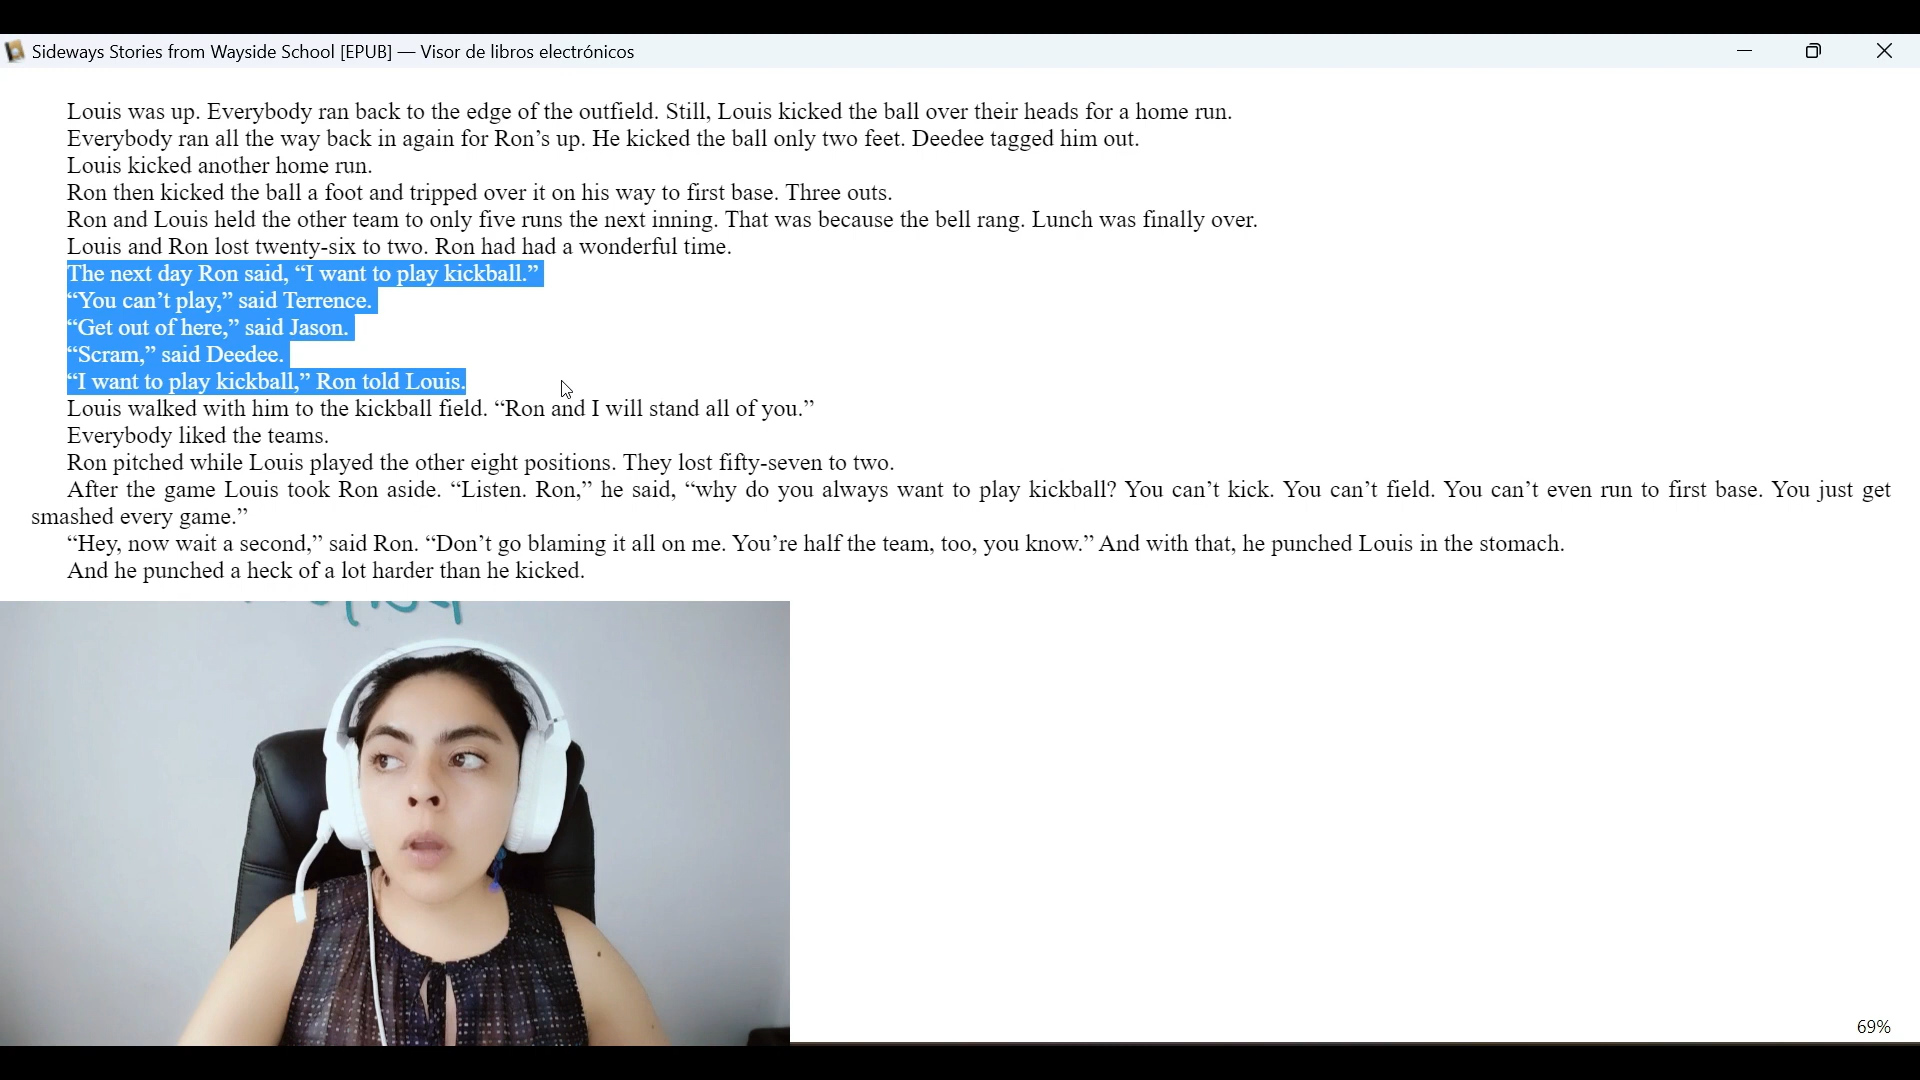 Sideways Stories from Wayside School [EPUB] — Visor de libros electrónicos
Louis was up. Everybody ran back to the edge of the outfield. Still, Louis kicked the ball over their heads for a home run.
Everybody ran all the way back in again for Ron’s up. He kicked the ball only two feet. Deedee tagged him out.
Louis kicked another home run.
Ron then kicked the ball a foot and tripped over it on his way to first base. Three outs.
Ron and Louis held the other team to only five runs the next inning. That was because the bell rang. Lunch was finally over.
Louis and Ron lost twenty-six to two. Ron had had a wonderful time.
The next day Ron said, “I want to play kickball.”
“You can’t play,” said Terrence.
“Get out of here,” said Jason.
“Scram,” said Deedee.
“I want to play kickball,” Ron told Louis.
Louis walked with him to the kickball field. “Ron and I will stand all of you.”
Everybody liked the teams.
Ron pitched while Louis played the other eight positions. They lost fifty-seven to two.
After the game Louis took Ron aside. “Listen. Ron,” he said, “why do you always want to play kickball? You can’t kick. You can’t field. You can’t even run to first base. You just get
smashed every game.”
“Hey, now wait a second,” said Ron. “Don’t go blaming it all on me. You’re half the team, too, you know.” And with that, he punched Louis in the stomach.
And he punched a heck of a lot harder than he kicked.
69%